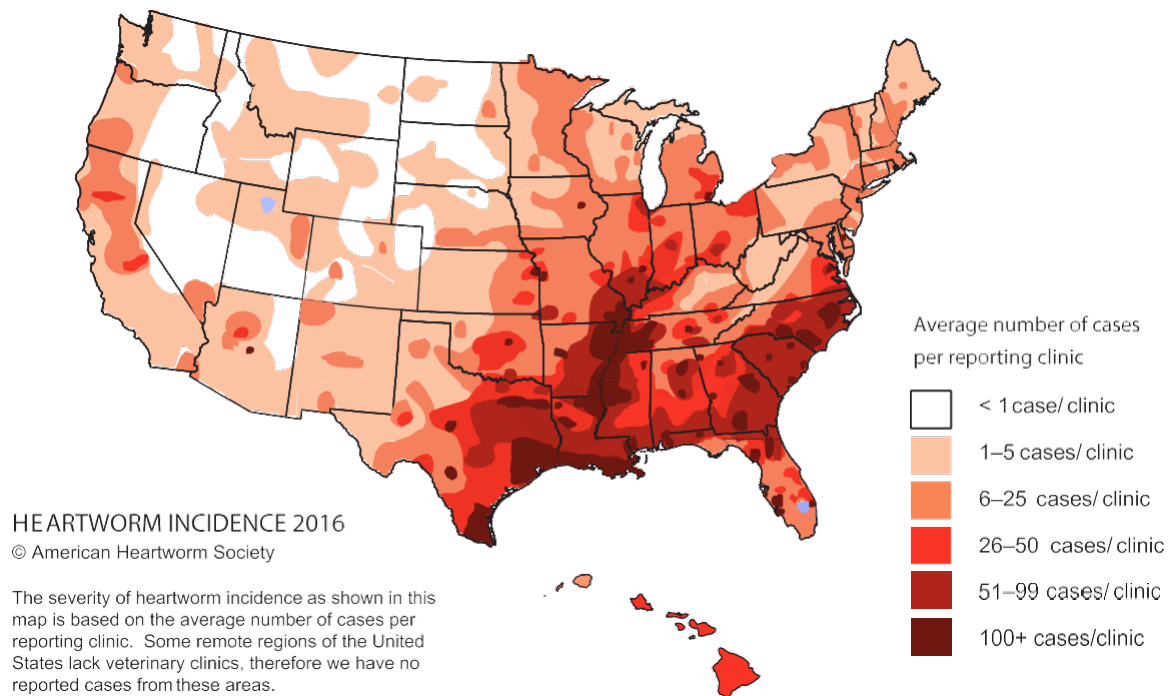 Average number of cases
per reporting clinic
< 1 case/ clinic
1–5 cases/ clinic
6–25 cases/ clinic
26–50 cases/ clinic
51–99 cases/ clinic
100+ cases/clinic
HEARTWORM INCIDENCE 2016
© American Heartworm Society
The severity of heartworm incidence as shown in this
map is based on the average number of cases per
reporting clinic. Some remote regions of the United
States lack veterinary clinics, therefore we have no
reported cases from these areas.